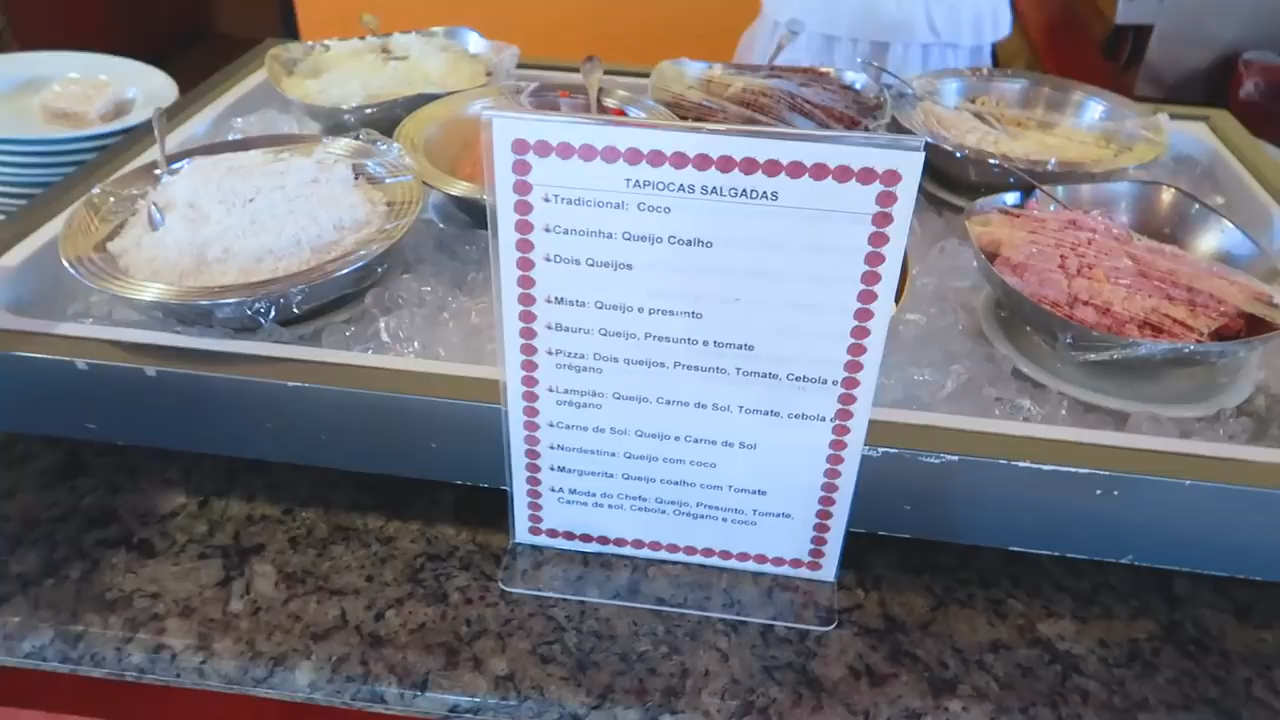 TAPIOCAS SALGADAS
Tradicional: Coco
Canoinha: Queijo Coalho
Dois Queijos
Mista: Queijo e presunto
Bauru: Queijo, Presunto e tomate
Pizza: Dois queijos, Presunto, Tomate, Cebola e
orégano
Lampião: Queijo, Carne de Sol, Tomate, cebola e
orégano
Carne de Sol: Queijo e Carne de Sol
Nordestina: Queijo com coco
Marguerita: Queijo coalho com Tomate
A Moda do Chefe: Queijo, Presunto, Tomate,
Carne de sol, Cebola, Orégano e coco